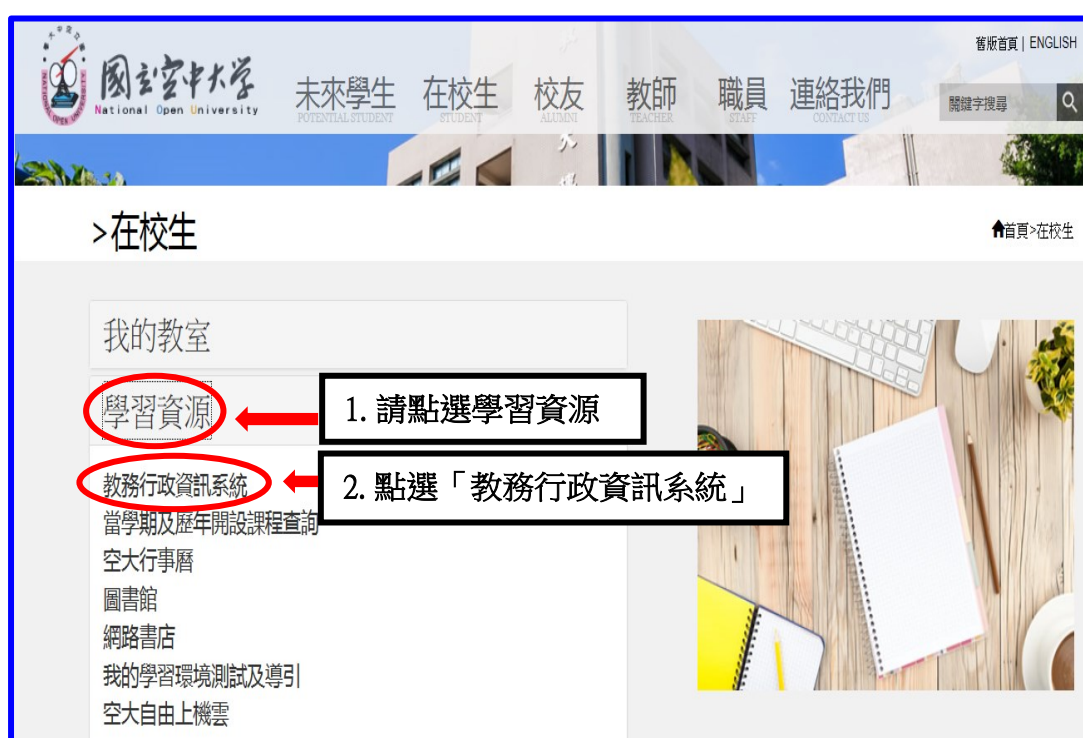 舊版首頁 | ENGLISH
國立空中大学
National Open University
未來學生 在校生 校友 教師 職員 連絡我們
POTENTIAL STUDENT STUDENT ALUMNI TEACHER STAFF CONTACT US
關鍵字搜尋
>在校生
首頁>在校生
我的教室
學習資源
1. 請點選學習資源
教務行政資訊系統
2. 點選「教務行政資訊系統」
當學期及歷年開設課程查詢
空大行事曆
圖書館
網路書店
我的學習環境測試及導引
空大自由上機雲